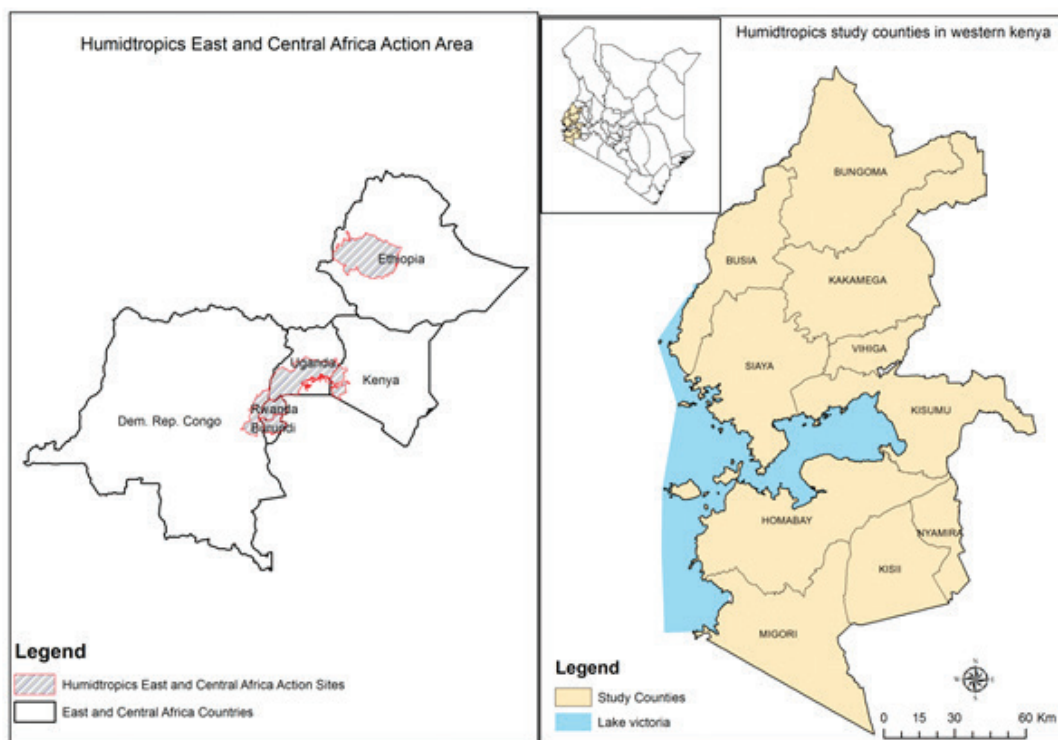 Humidtropics East and Central Africa Action Area
Ethiopia
Uganda
Kenya
Rwanda
Dem. Rep. Congo
Burundi
Legend
Humidtropics East and Central Africa Action Sites
East and Central Africa Countries
Humidtropics study counties in western kenya
BUNGOMA
BUSIA
KAKAMEGA
VIHIGA
SIAYA
KISUMU
HOMABAY
NYAMIRA
KISII
MIGORI
Legend
Study Counties
Lake victoria
N
W E
S
0 15 30 60 Km